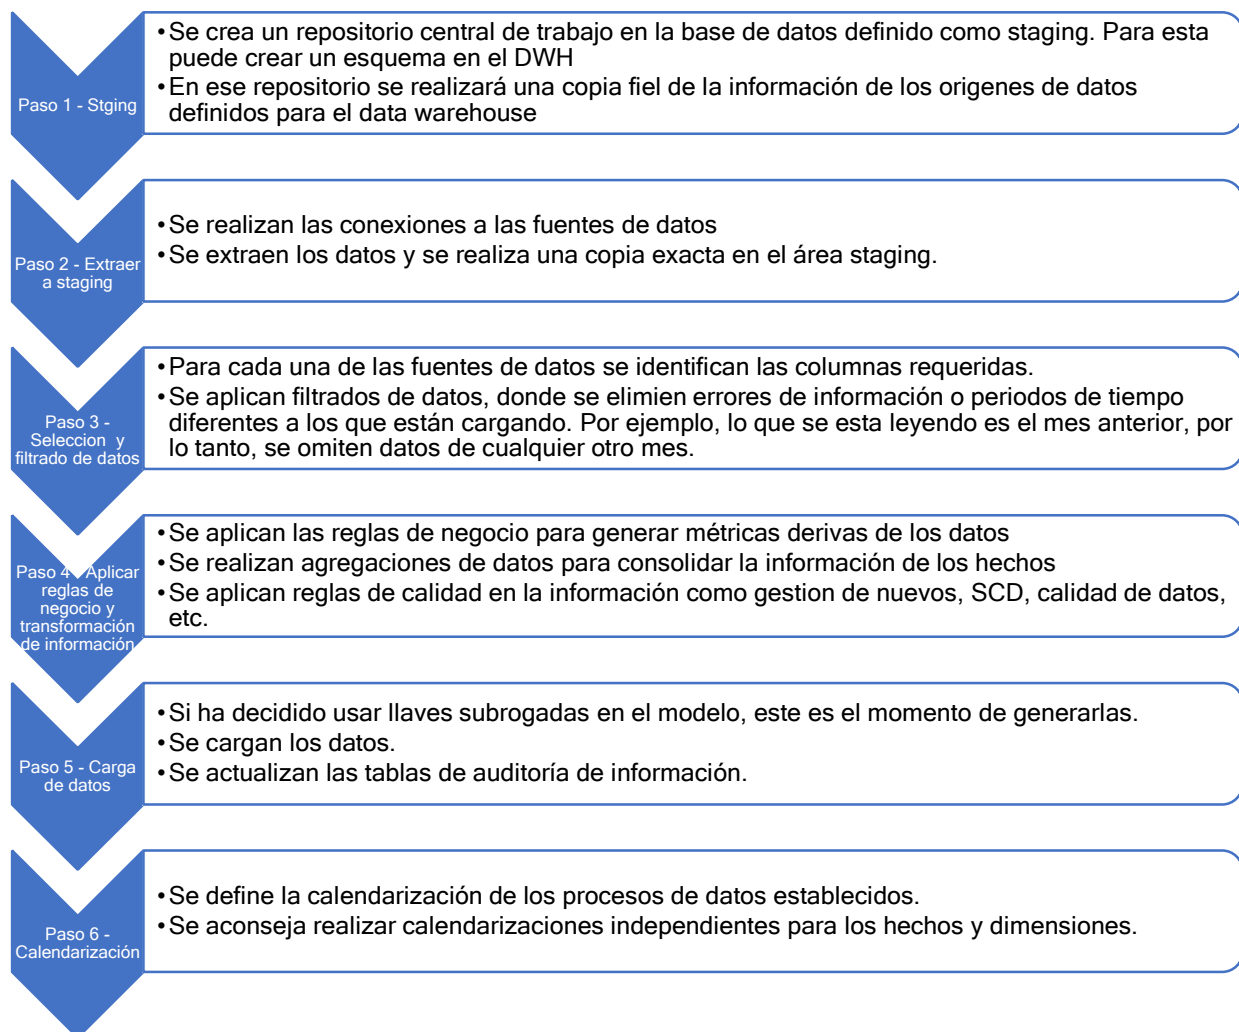 Paso 1 - Stging
•Se crea un repositorio central de trabajo en la base de datos definido como staging. Para esta
puede crear un esquema en el DWH
•En ese repositorio se realizará una copia fiel de la información de los origenes de datos
definidos para el data warehouse
Paso 2 - Extraer
a staging
•Se realizan las conexiones a las fuentes de datos
•Se extraen los datos y se realiza una copia exacta en el área staging.
Paso 3 -
Seleccion y
filtrado de datos
•Para cada una de las fuentes de datos se identifican las columnas requeridas.
•Se aplican filtrados de datos, donde se elimien errores de información o periodos de tiempo
diferentes a los que están cargando. Por ejemplo, lo que se esta leyendo es el mes anterior, por
lo tanto, se omiten datos de cualquier otro mes.
Paso 4 - Aplicar
reglas de
negocio y
transformación
de información
•Se aplican las reglas de negocio para generar métricas derivas de los datos
•Se realizan agregaciones de datos para consolidar la información de los hechos
•Se aplican reglas de calidad en la información como gestion de nuevos, SCD, calidad de datos,
etc.
Paso 5 - Carga
de datos
•Si ha decidido usar llaves subrogadas en el modelo, este es el momento de generarlas.
•Se cargan los datos.
•Se actualizan las tablas de auditoría de información.
Paso 6 -
Calendarización
•Se define la calendarización de los procesos de datos establecidos.
•Se aconseja realizar calendarizaciones independientes para los hechos y dimensiones.